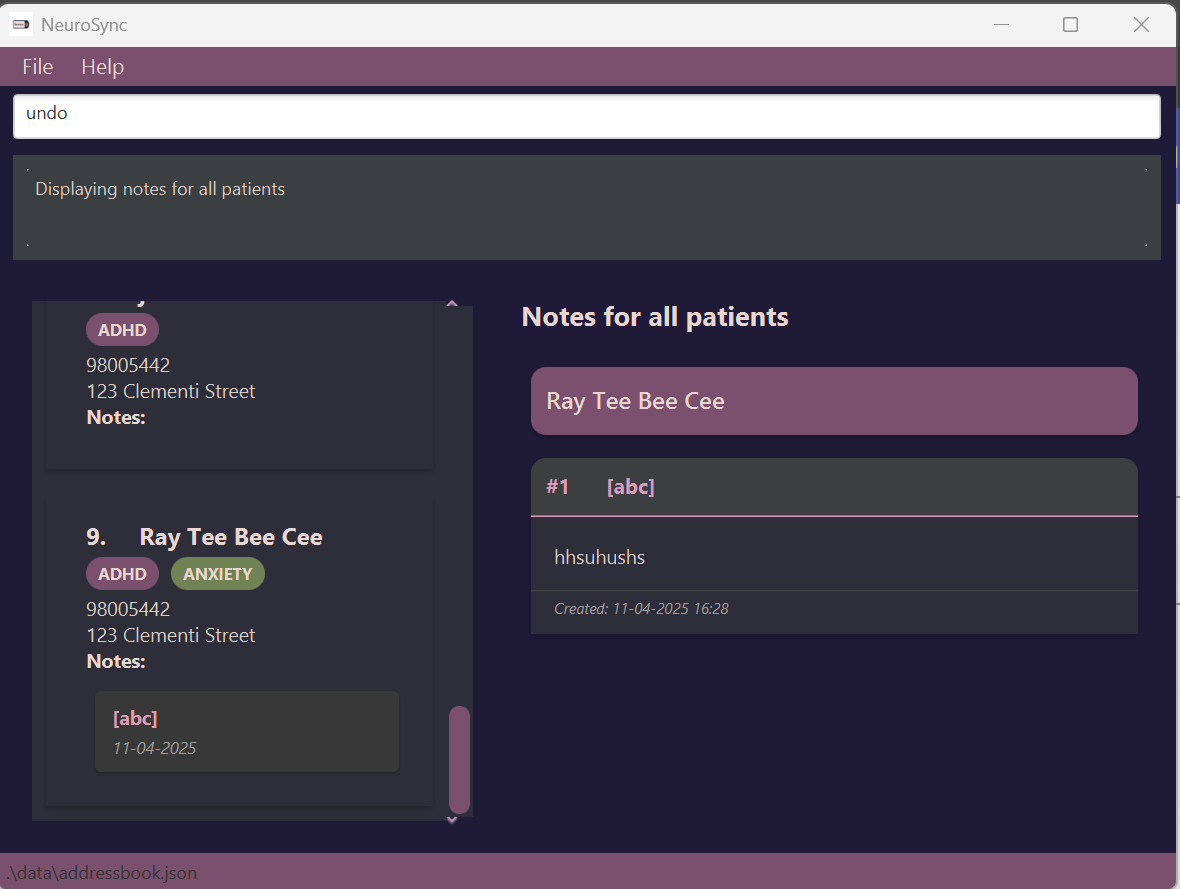 NeuroSync
File Help
undo
Displaying notes for all patients
ADHD
98005442
123 Clementi Street
Notes:
9. Ray Tee Bee Cee
ADHD ANXIETY
98005442
123 Clementi Street
Notes:
[abc]
11-04-2025
Notes for all patients
Ray Tee Bee Cee
#1 [abc]
hhsuhushs
Created: 11-04-2025 16:28
.\data\addressbook.json